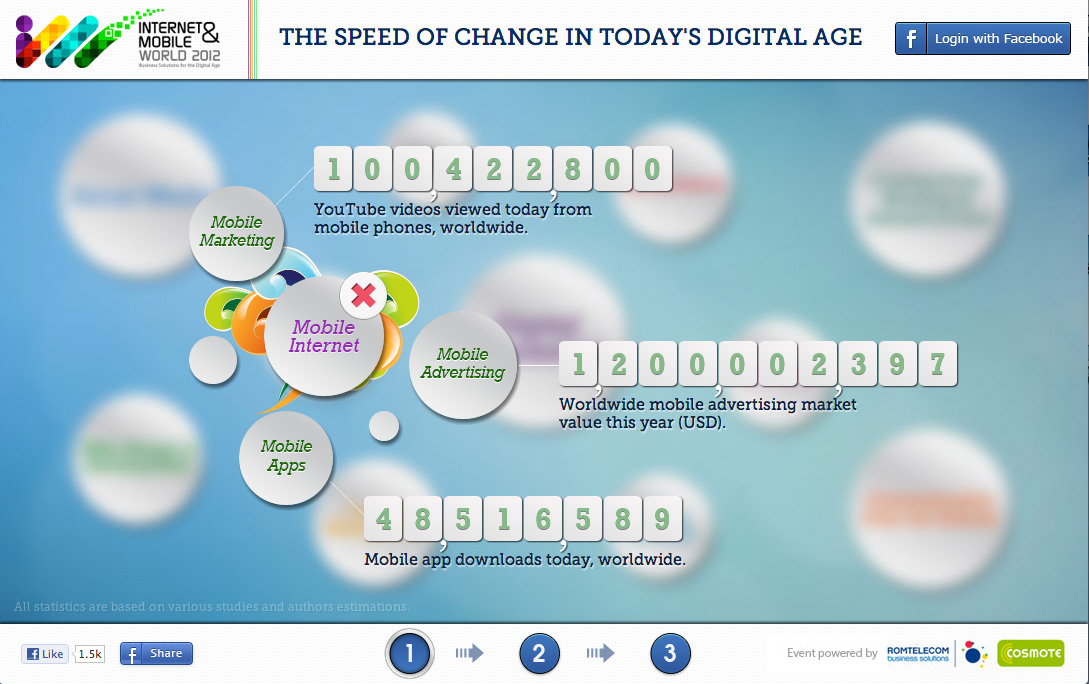 INTERNET&
MOBILE
WORLD 2012
Business Solutions for the Digital Age
THE SPEED OF CHANGE IN TODAY'S DIGITAL AGE
f Login with Facebook
100,422,800
YouTube videos viewed today from
mobile phones, worldwide.
Mobile
Marketing
Mobile
Internet
Mobile
Advertising
1,200,002,397
Worldwide mobile advertising market
value this year (USD).
Mobile
Apps
48,516,589
Mobile app downloads today, worldwide.
All statistics are based on various studies and authors estimations.
f Like 1.5k
f Share
1
2
3
Event powered by
ROMTELECOM
business solutions
COSMOTE